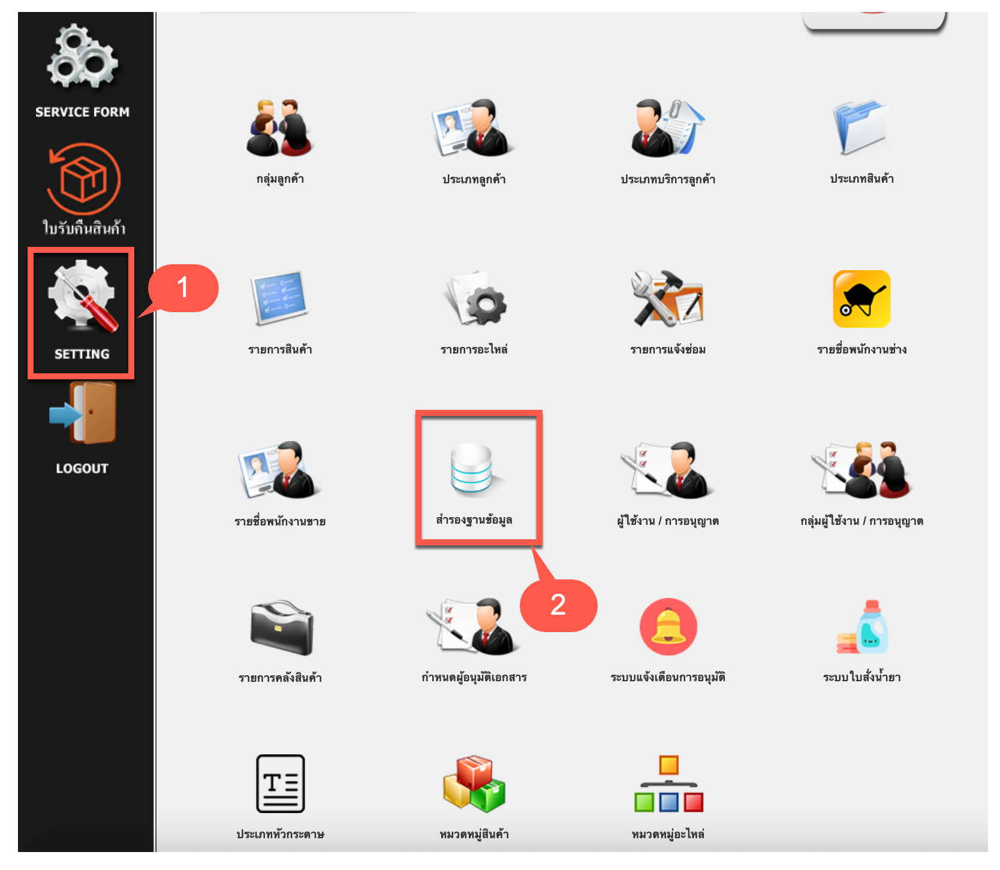 SERVICE FORM
ใบรับคืนสินค้า
1
SETTING
LOGOUT
กลุ่มลูกค้า
ประเภทลูกค้า
ประเภทบริการลูกค้า
ประเภทสินค้า
รายการสินค้า
รายการอะไหล่
รายการแจ้งซ่อม
รายชื่อพนักงานช่าง
รายชื่อพนักงานขาย
สำรองฐานข้อมูล
ผู้ใช้งาน / การอนุญาต
กลุ่มผู้ใช้งาน / การอนุญาต
2
รายการคลังสินค้า
กำหนดผู้อนุมัติเอกสาร
ระบบแจ้งเตือนการอนุมัติ
ระบบใบสั่งน้ำยา
ประเภทหัวกระดาษ
หมวดหมู่สินค้า
หมวดหมู่อะไหล่